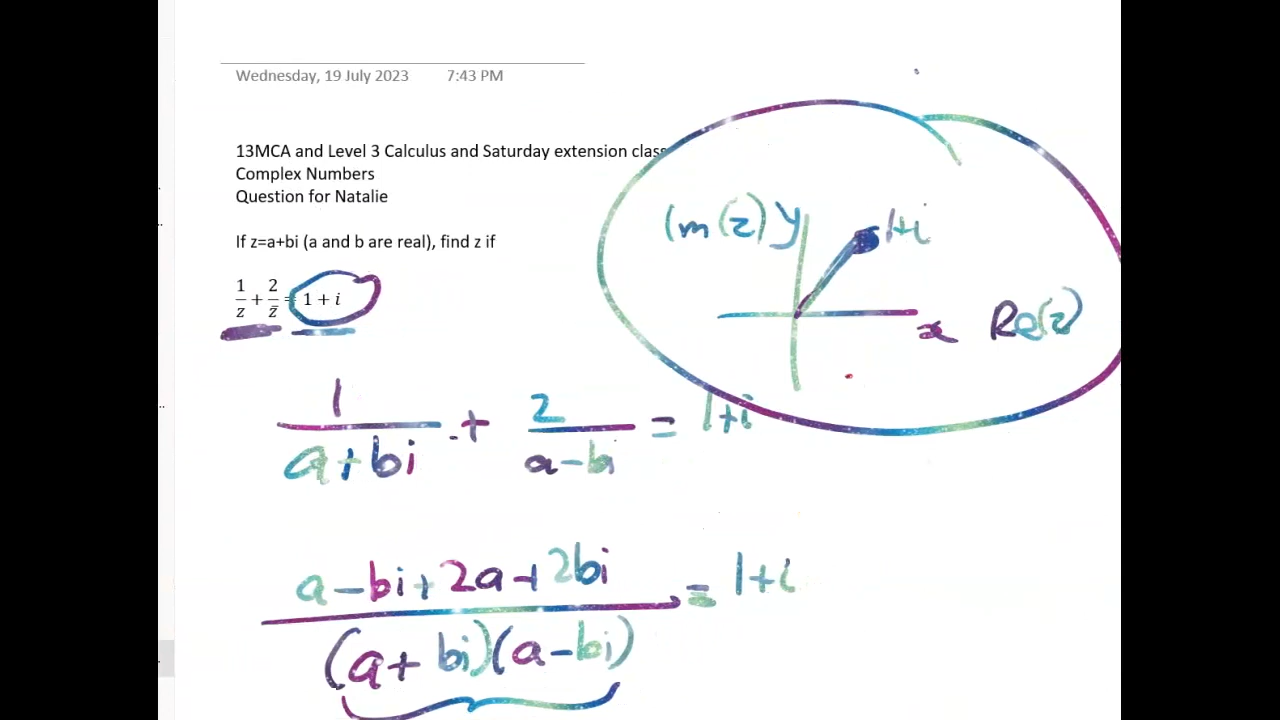 Wednesday, 19 July 2023 7:43 PM
13MCA and Level 3 Calculus and Saturday extension class
Complex Numbers
Question for Natalie
If z=a+bi (a and b are real), find z if
1/z + 2/z̄ = 1 + i
Im(z) y
1+i
x Re(z)
1/(a+bi) + 2/(a-bi) = 1+i
(a-bi+2a+2bi)/((a+bi)(a-bi)) = 1+i